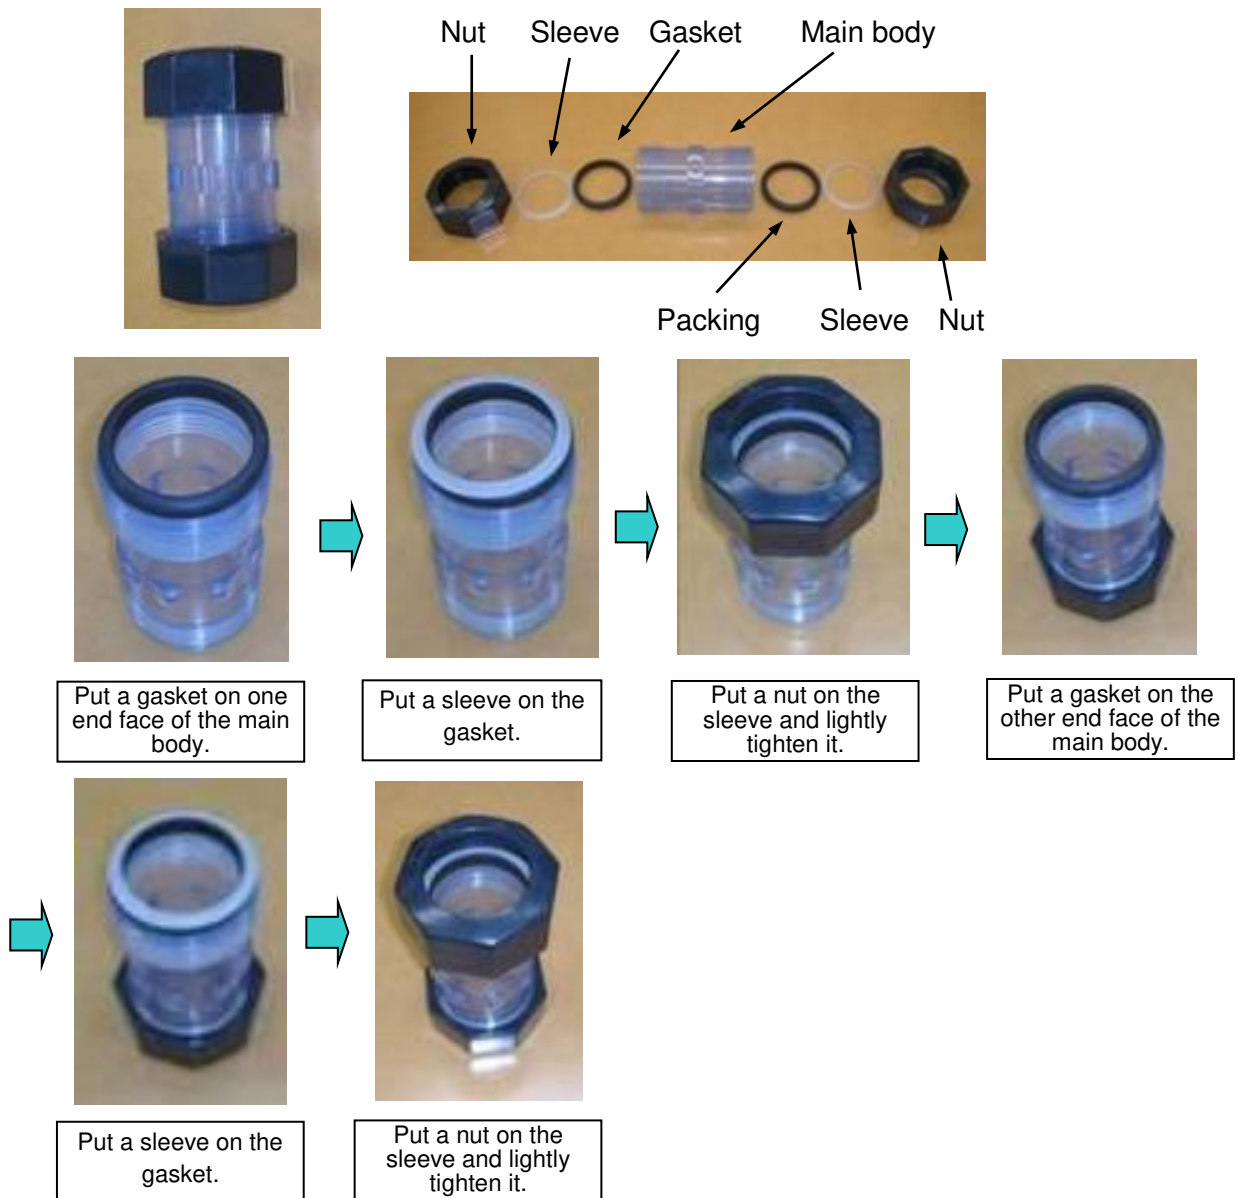 Nut Sleeve Gasket Main body
Packing Sleeve Nut
Put a gasket on one
end face of the main
body.
Put a sleeve on the
gasket.
Put a nut on the
sleeve and lightly
tighten it.
Put a gasket on the
other end face of the
main body.
Put a sleeve on the
gasket.
Put a nut on the
sleeve and lightly
tighten it.